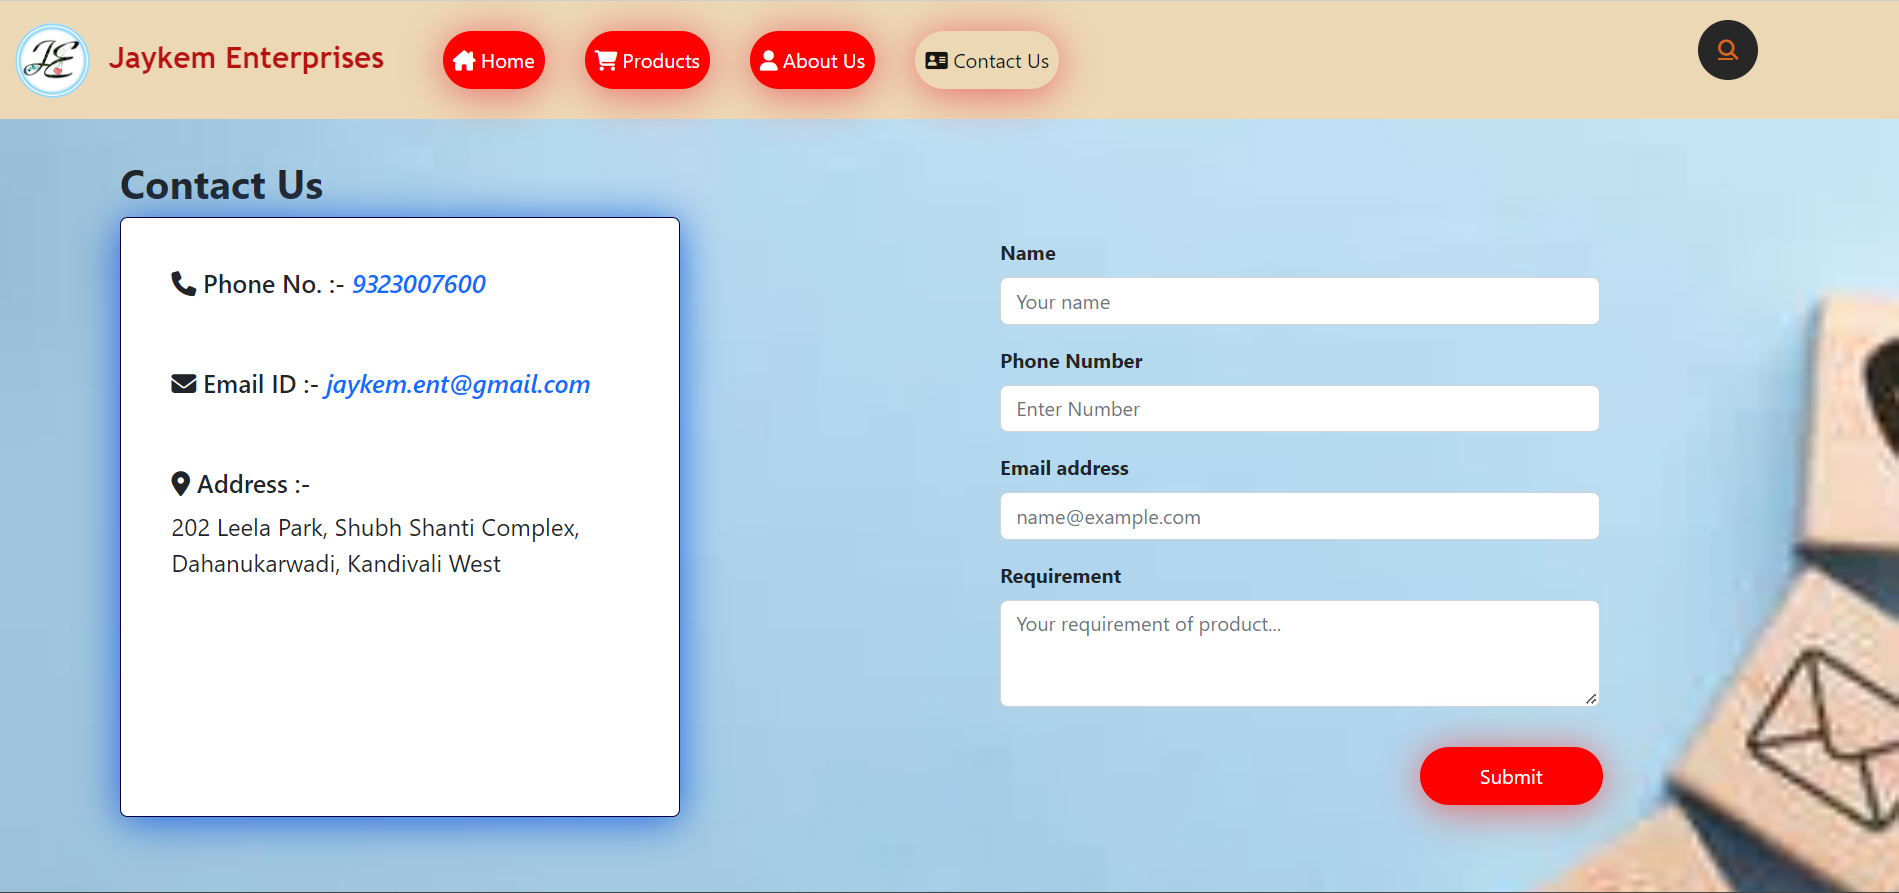 JE
Jaykem Enterprises
Home
Products
About Us
Contact Us
Contact Us
Phone No. :- 9323007600
Email ID :- jaykem.ent@gmail.com
Address :-
202 Leela Park, Shubh Shanti Complex,
Dahanukarwadi, Kandivali West
Name
Your name
Phone Number
Enter Number
Email address
name@example.com
Requirement
Your requirement of product...
Submit